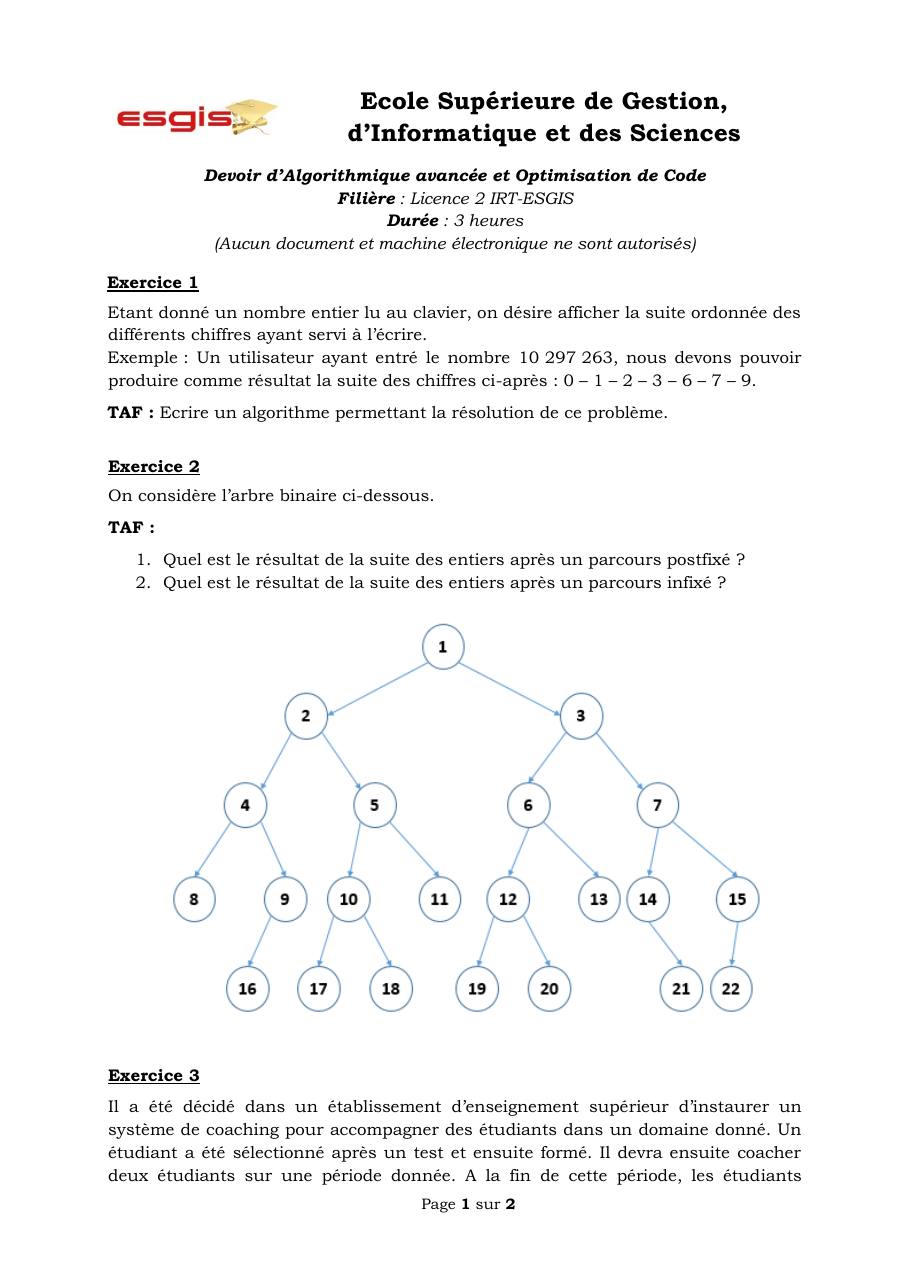 esgis
Ecole Supérieure de Gestion,
d’Informatique et des Sciences
Devoir d’Algorithmique avancée et Optimisation de Code
Filière : Licence 2 IRT-ESGIS
Durée : 3 heures
(Aucun document et machine électronique ne sont autorisés)
Exercice 1
Etant donné un nombre entier lu au clavier, on désire afficher la suite ordonnée des
différents chiffres ayant servi à l’écrire.
Exemple : Un utilisateur ayant entré le nombre 10 297 263, nous devons pouvoir
produire comme résultat la suite des chiffres ci-après : 0 – 1 – 2 – 3 – 6 – 7 – 9.
TAF : Ecrire un algorithme permettant la résolution de ce problème.
Exercice 2
On considère l’arbre binaire ci-dessous.
TAF :
1. Quel est le résultat de la suite des entiers après un parcours postfixé ?
2. Quel est le résultat de la suite des entiers après un parcours infixé ?
1
2 3
4 5 6 7
8 9 10 11 12 13 14 15
16 17 18 19 20 21 22
Exercice 3
Il a été décidé dans un établissement d’enseignement supérieur d’instaurer un
système de coaching pour accompagner des étudiants dans un domaine donné. Un
étudiant a été sélectionné après un test et ensuite formé. Il devra ensuite coacher
deux étudiants sur une période donnée. A la fin de cette période, les étudiants
Page 1 sur 2